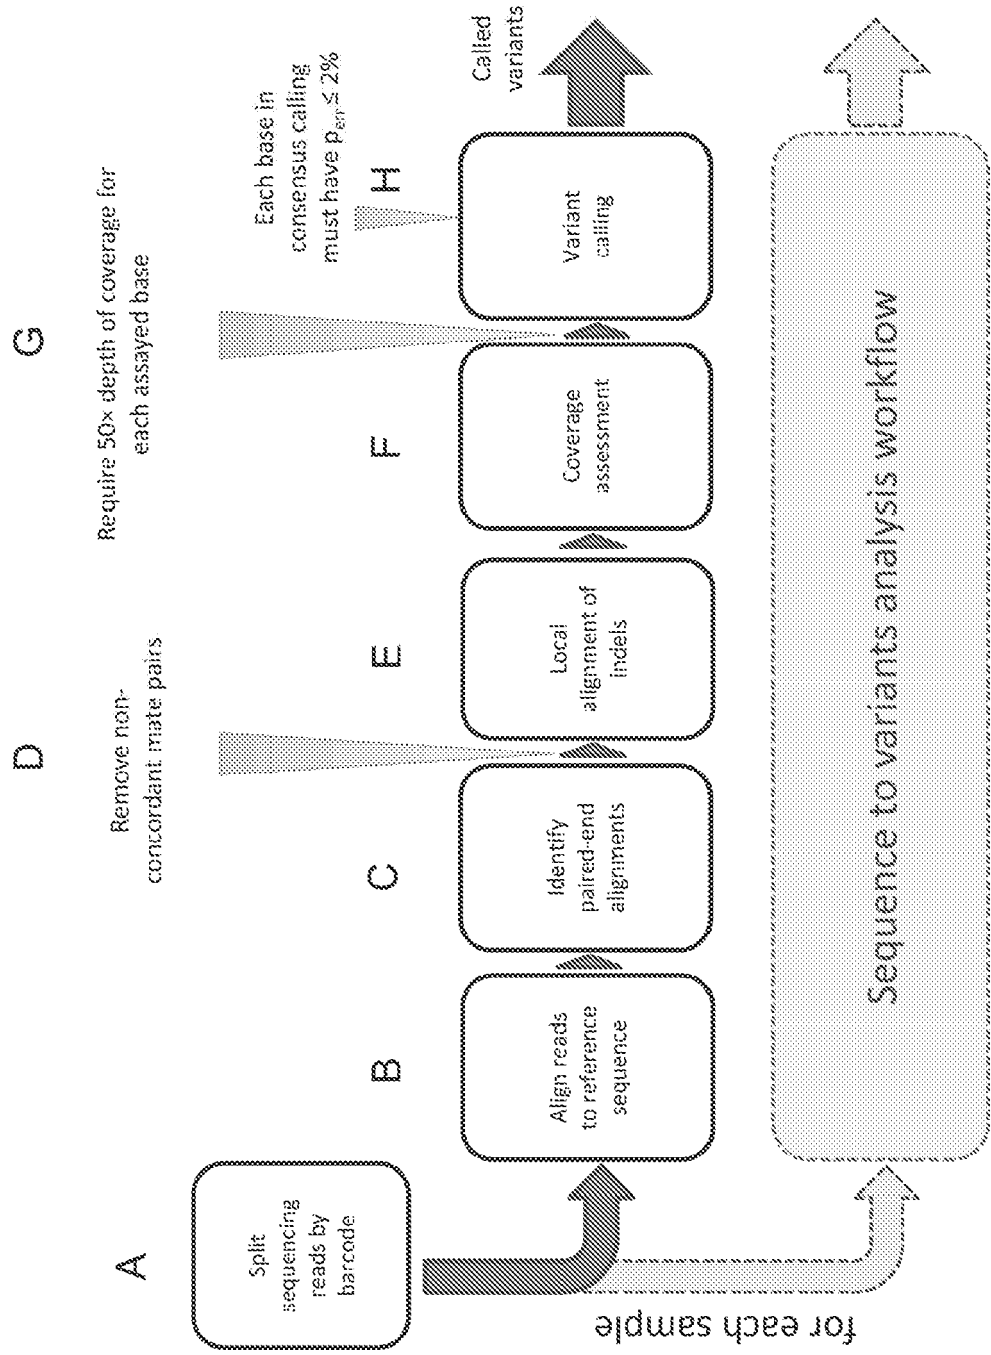 A
Split
sequencing
reads by
barcode
for each sample
B
Align reads
to reference
sequence
C
Identify
paired-end
alignments
D
Remove non-
concordant mate pairs
E
Local
alignment of
indels
F
Coverage
assessment
G
Require 50× depth of coverage for
each assayed base
H
Each base in
consensus calling
must have pₑᵣᵣ ≤ 2%
Variant
calling
Called
variants
Sequence to variants analysis workflow